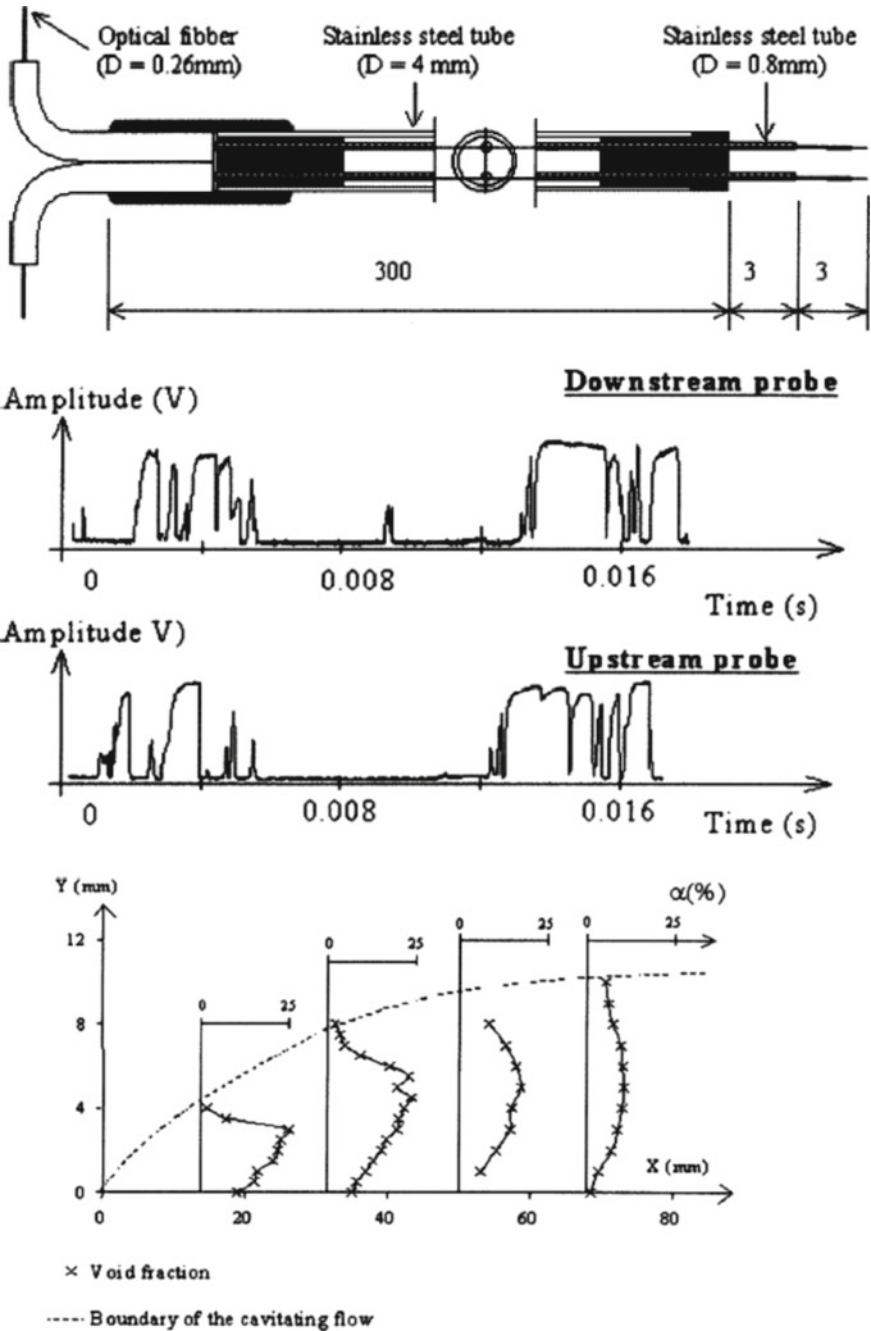 Optical fibber
(D = 0.26mm)
Stainless steel tube
(D = 4 mm)
Stainless steel tube
(D = 0.8mm)
300
3
3
Downstream probe
Amplitude (V)
0
0.008
0.016
Time (s)
Amplitude V)
Upstream probe
0
0.008
0.016
Time (s)
Y (mm)
α(%)
12
8
4
0
0 25
0 25
0 25
0 25
X (mm)
0 20 40 60 80
× Void fraction
----- Boundary of the cavitating flow